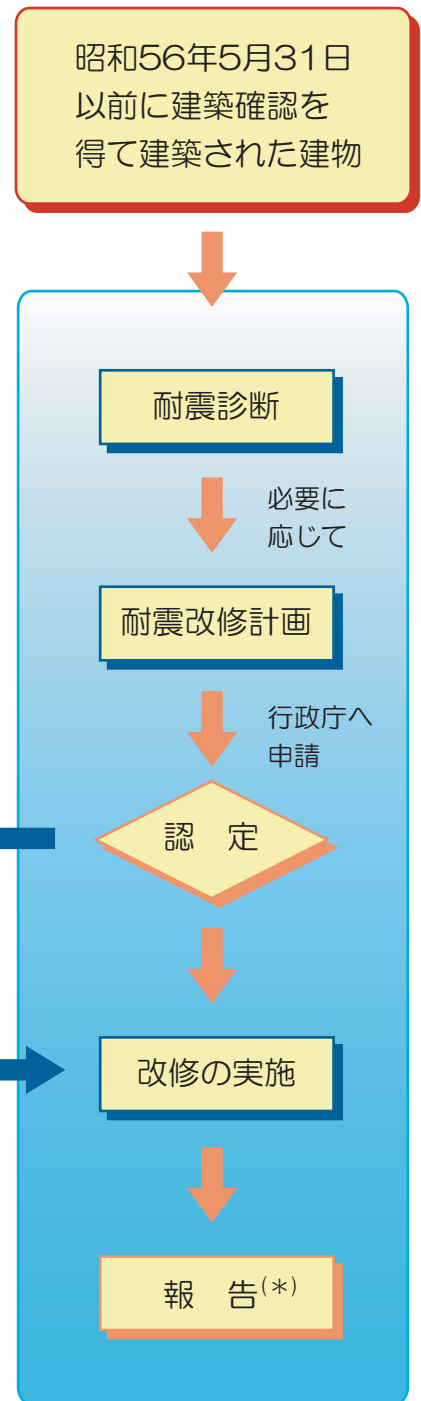 昭和56年5月31日
以前に建築確認を
得て建築された建物
耐震診断
必要に
応じて
耐震改修計画
行政庁へ
申請
認　定
改修の実施
報　告(＊)